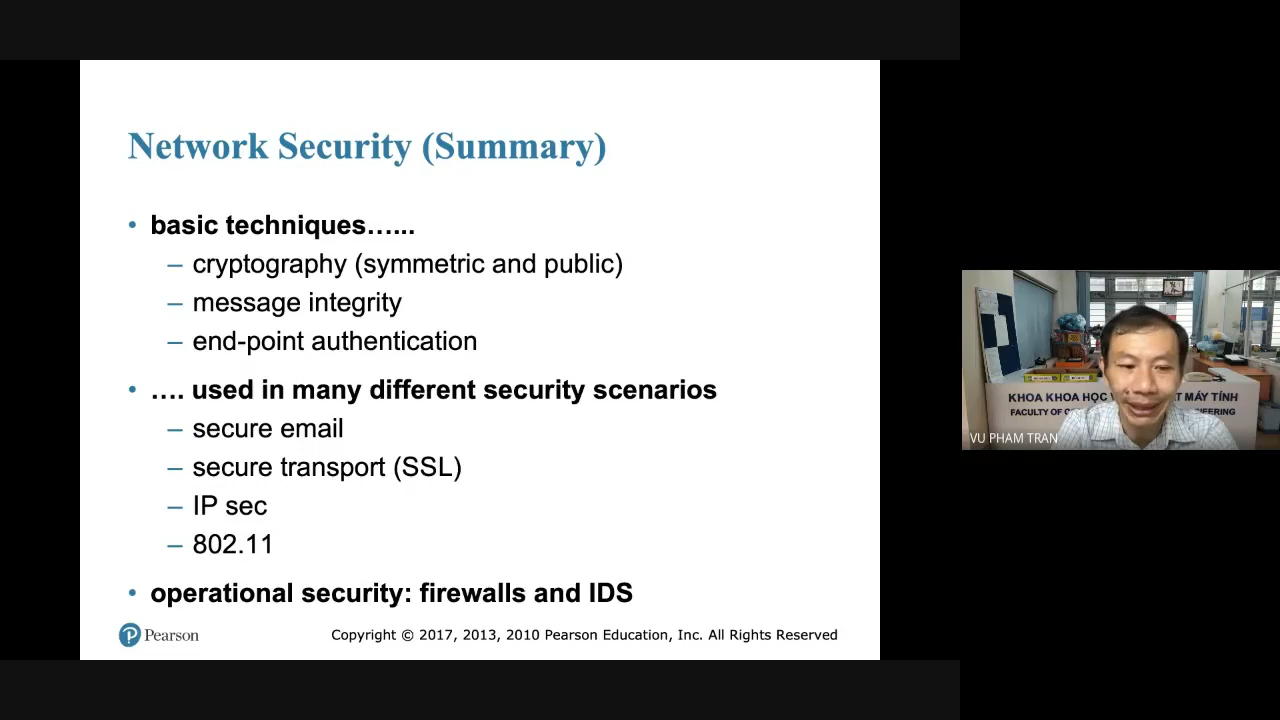 Network Security (Summary)
• basic techniques…...
– cryptography (symmetric and public)
– message integrity
– end-point authentication
• …. used in many different security scenarios
– secure email
– secure transport (SSL)
– IP sec
– 802.11
• operational security: firewalls and IDS
Pearson
Copyright © 2017, 2013, 2010 Pearson Education, Inc. All Rights Reserved
KHOA KHOA HỌC MÁY TÍNH
FACULTY OF
VU PHAM TRAN